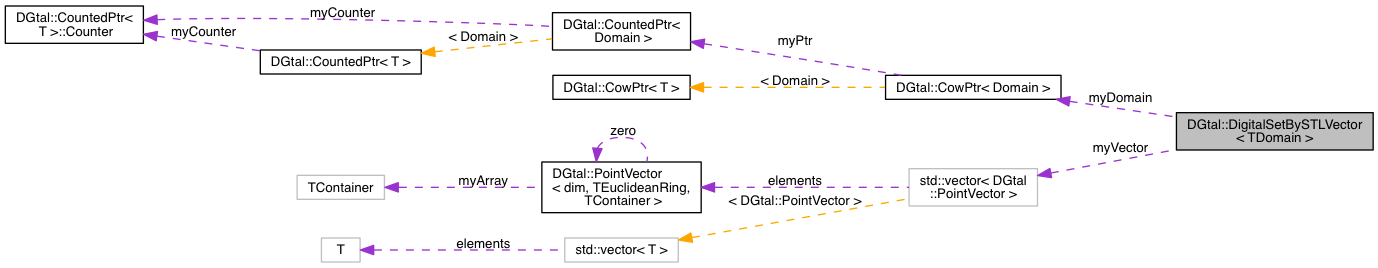 DGtal::CountedPtr<
T >::Counter
myCounter
myCounter
DGtal::CountedPtr< T >
< Domain >
DGtal::CountedPtr<
Domain >
myPtr
DGtal::CowPtr< T >
< Domain >
DGtal::CowPtr< Domain >
myDomain
DGtal::DigitalSetBySTLVector
< TDomain >
myVector
zero
TContainer
myArray
DGtal::PointVector
< dim, TEuclideanRing,
TContainer >
elements
std::vector< DGtal
::PointVector >
< DGtal::PointVector >
T
elements
std::vector< T >